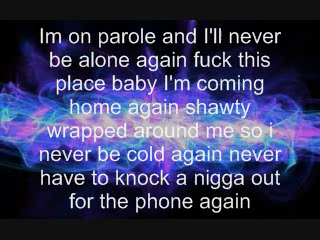 Im on parole and I'll never
be alone again fuck this
place baby I'm coming
home again shawty
wrapped around me so i
never be cold again never
have to knock a nigga out
for the phone again